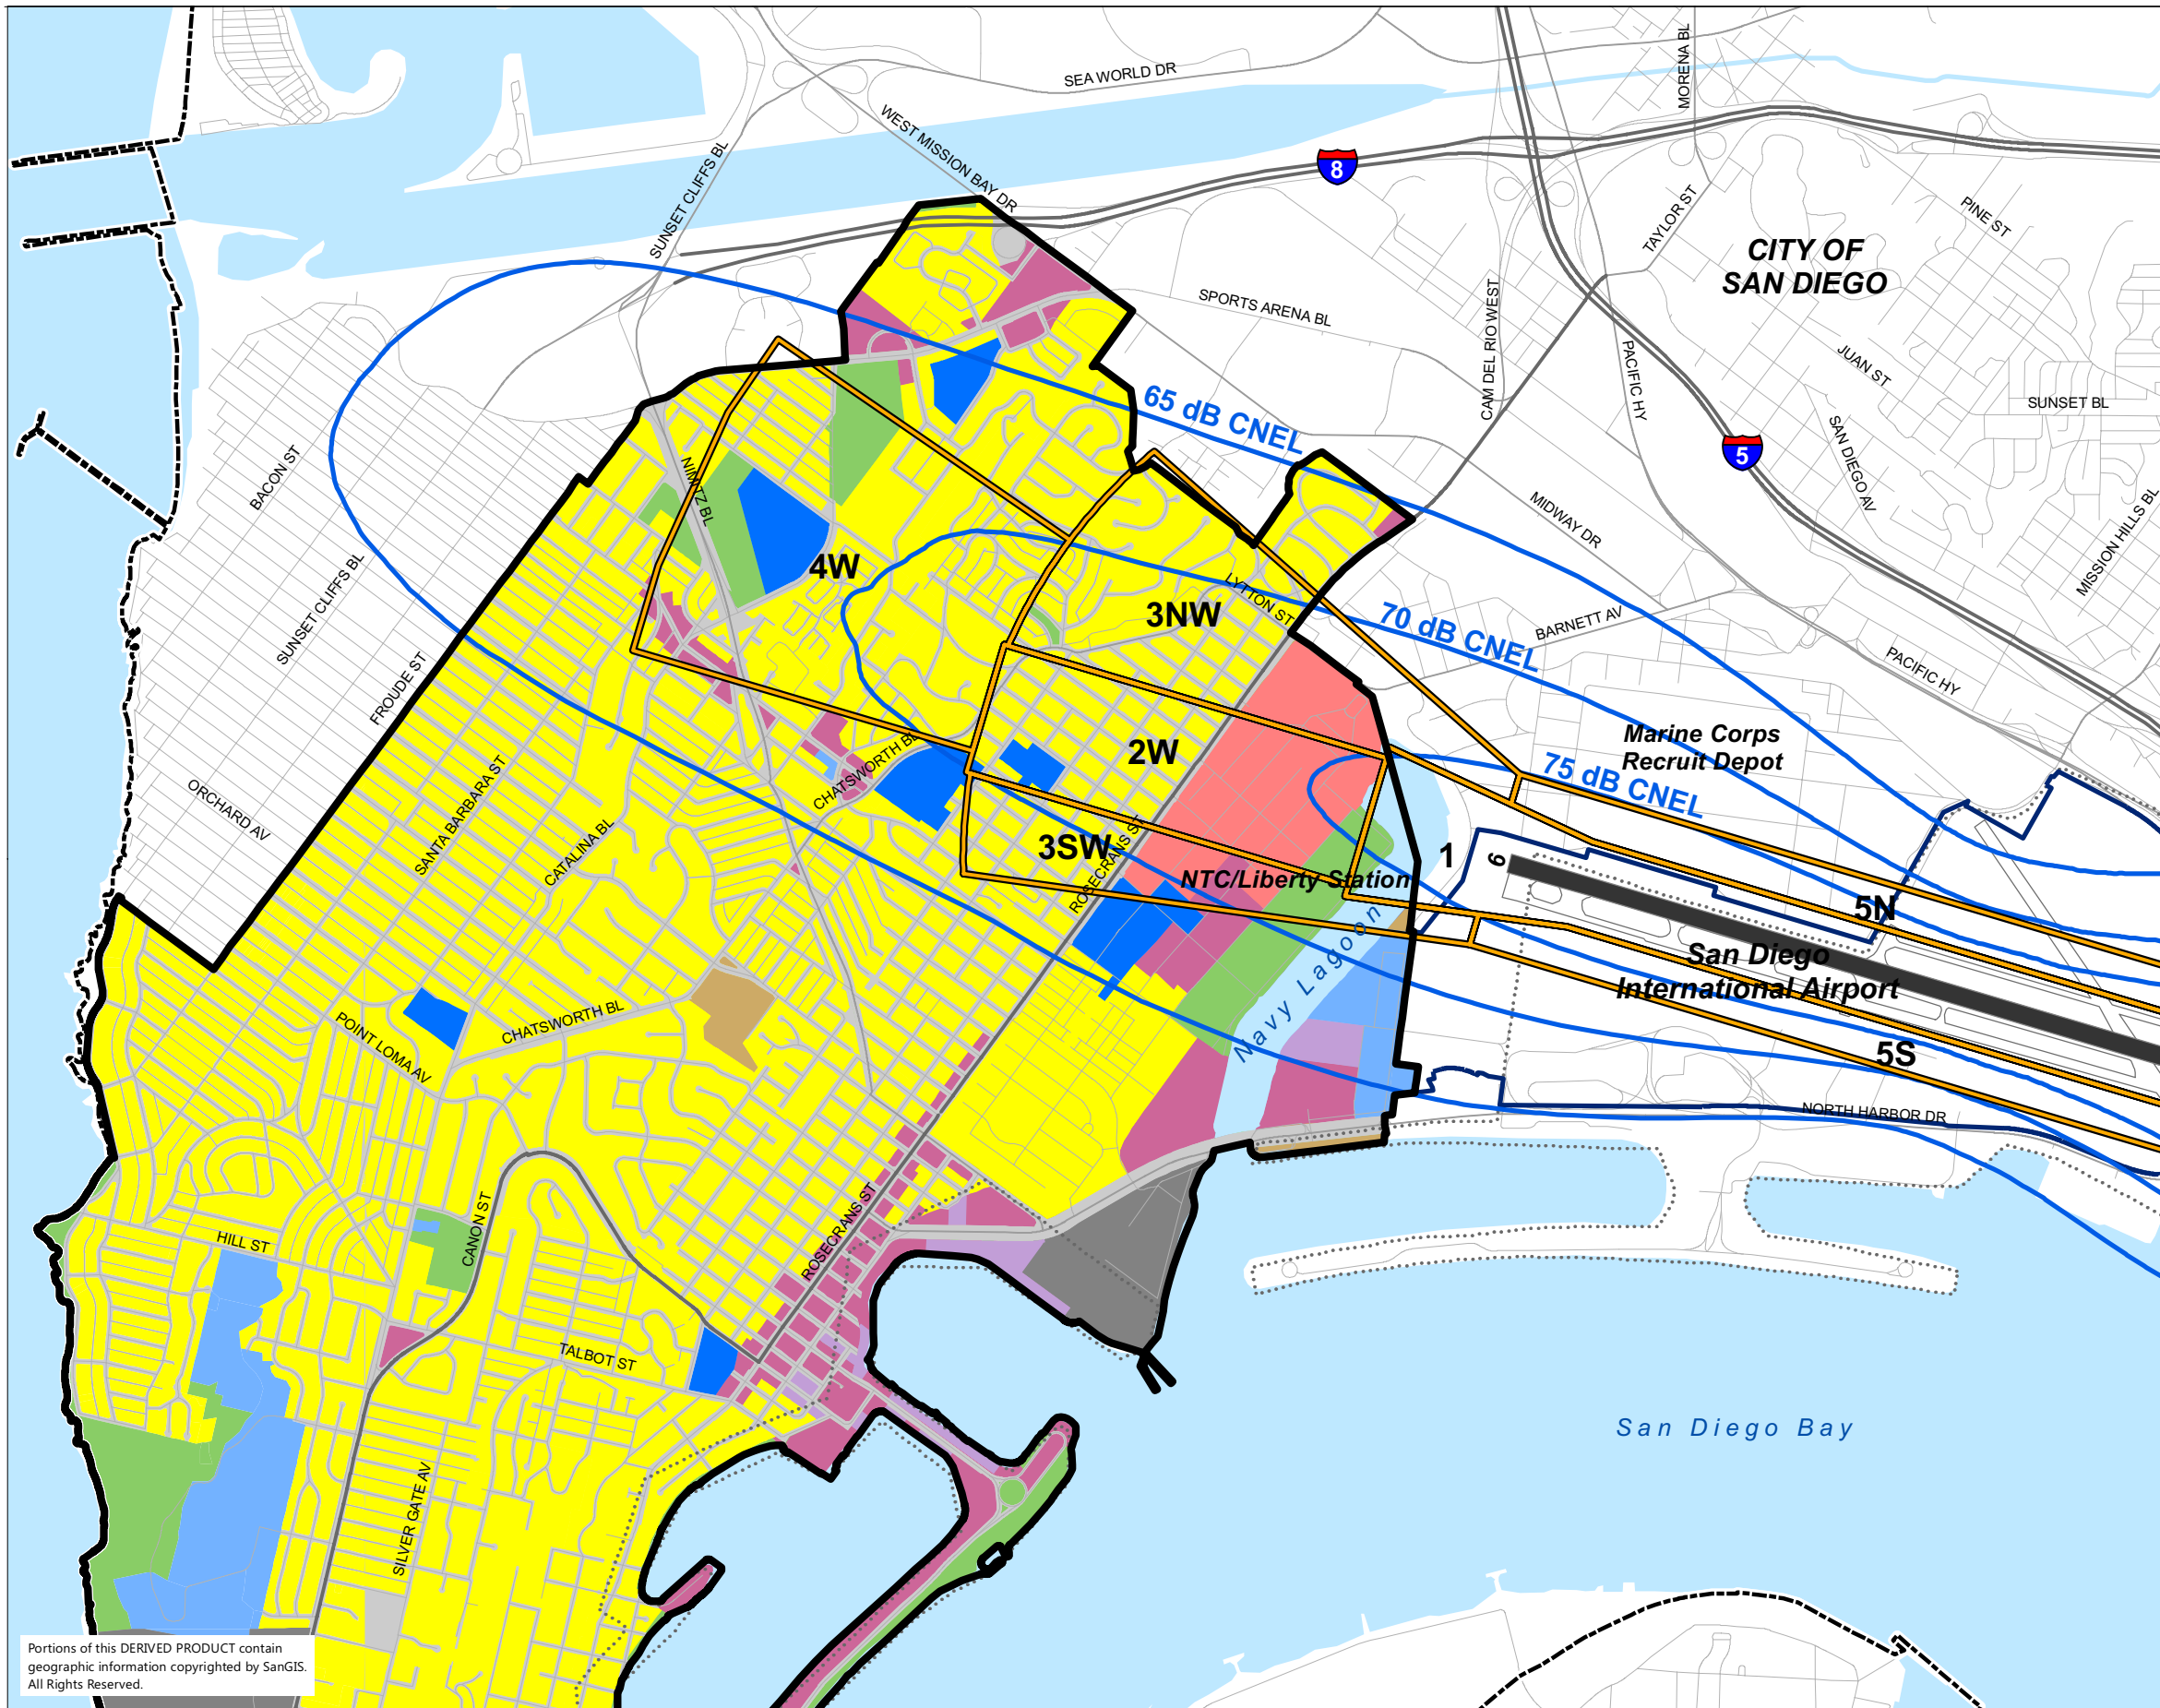 SEA WORLD DR
MORENA BL
WEST MISSION BAY DR
8
SUNSET CLIFFS BL
TAYLOR ST
PINE ST
CITY OF
SAN DIEGO
SPORTS ARENA BL
CAM DEL RIO WEST
PACIFIC HY
JUAN ST
65 dB CNEL
SUNSET BL
5
SAN DIEGO AV
BACON ST
NIMITZ BL
MIDWAY DR
MISSION HILLS BL
4W
SUNSET CLIFFS BL
LYTTON ST
3NW
70 dB CNEL
BARNETT AV
PACIFIC HY
FROUDE ST
Marine Corps
Recruit Depot
2W
75 dB CNEL
CHATSWORTH BL
ORCHARD AV
SANTA BARBARA ST
CATALINA BL
3SW
ROSECRANS ST
1
9
NTC/Liberty Station
5N
Navy Lagoon
San Diego
International Airport
POINT LOMA AV
CHATSWORTH BL
5S
NORTH HARBOR DR
HILL ST
CANON ST
ROSECRANS ST
TALBOT ST
San Diego Bay
SILVER GATE AV
Portions of this DERIVED PRODUCT contain
geographic information copyrighted by SanGIS.
All Rights Reserved.